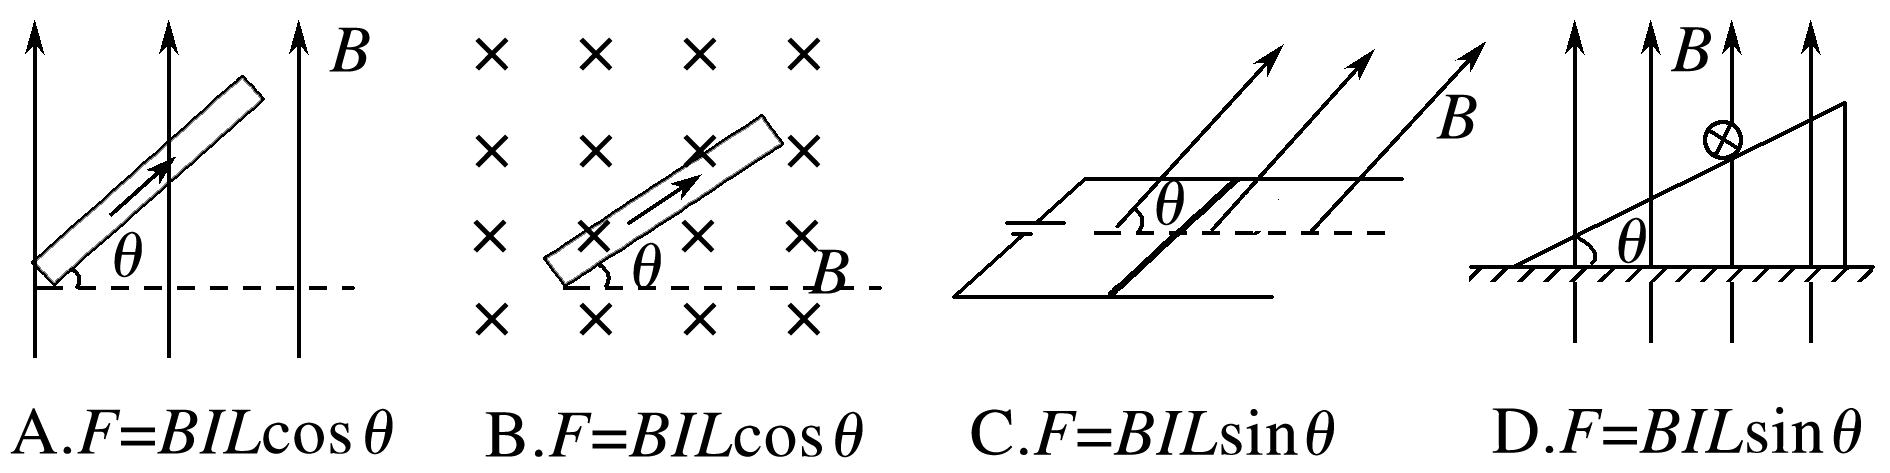 B
B
B
B
θ
θ
θ
θ
A.F=BILcos θ
B.F=BILcos θ
C.F=BILsin θ
D.F=BILsin θ